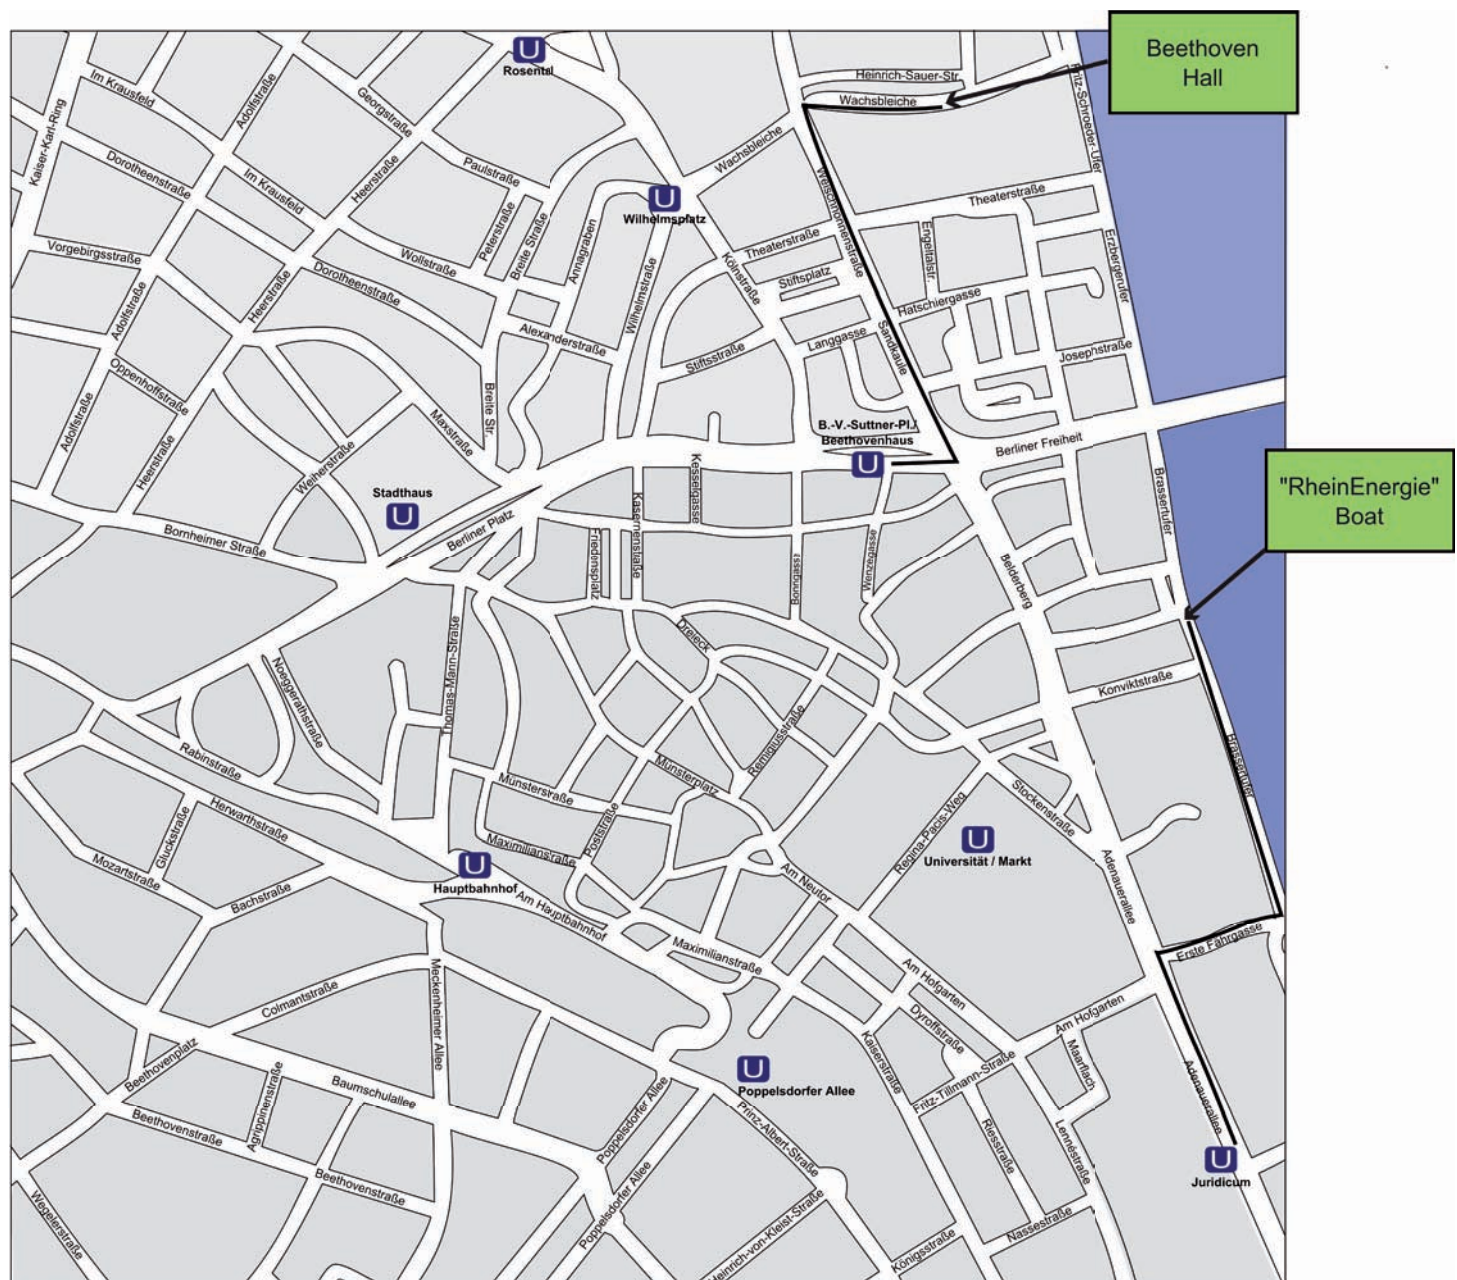 Beethoven
Hall
Rosental
Heinrich-Sauer-Str.
Im Krausfeld
Adolfstraße
Georgstraße
Wachsbleiche
Fritz-Schroeder-Ufer
Kaiser-Karl-Ring
Dorotheenstraße
Im Krausfeld
Heerstraße
Paulstraße
Wachsbleiche
Welschnonnenstraße
Theaterstraße
Wilhelmsplatz
Peterstraße
Breite Straße
Annagraben
Vorgebirgsstraße
Wollstraße
Theaterstraße
Engeltalstr.
Erzbergerufer
Dorotheenstraße
Heerstraße
Wilhelmstraße
Kölnstraße
Stiftsplatz
Hatschiergasse
Adolfstraße
Alexanderstraße
Stiftsstraße
Langgasse
Sandkaule
Josephstraße
Oppenhoffstraße
Adolfstraße
Heerstraße
Breite Str.
Maxstraße
Weiherstraße
B.-V.-Suttner-Pl./
Beethovenhaus
Berliner Freiheit
"RheinEnergie"
Boat
Stadthaus
Kesselgasse
Kasernenstraße
Brassertufer
Bornheimer Straße
Berliner Platz
Friedensplatz
Bonngasse
Wenzelgasse
Belderberg
Thomas-Mann-Straße
Dreieck
Noeggerathstraße
Konviktstraße
Rabinstraße
Remigiusstraße
Münsterplatz
Brassertufer
Münsterstraße
Stockenstraße
Herwarthstraße
Gluckstraße
Poststraße
Regina-Pacis-Weg
Maximilianstraße
Universität / Markt
Mozartstraße
Hauptbahnhof
Bachstraße
Am Hauptbahnhof
Am Neutor
Adenauerallee
Maximilianstraße
Erste Fährgasse
Meckenheimer Allee
Colmantstraße
Am Hofgarten
Am Hofgarten
Dyroffstraße
Kaiserstraße
Maarflach
Beethovenplatz
Agrippinenstraße
Baumschulallee
Poppelsdorfer Allee
Poppelsdorfer Allee
Fritz-Tillmann-Straße
Adenauerallee
Beethovenstraße
Prinz-Albert-Straße
Riesstraße
Lennéstraße
Juridicum
Beethovenstraße
Poppelsdorfer Allee
Wegelerstraße
Heinrich-von-Kleist-Straße
Königsstraße
Nassestraße